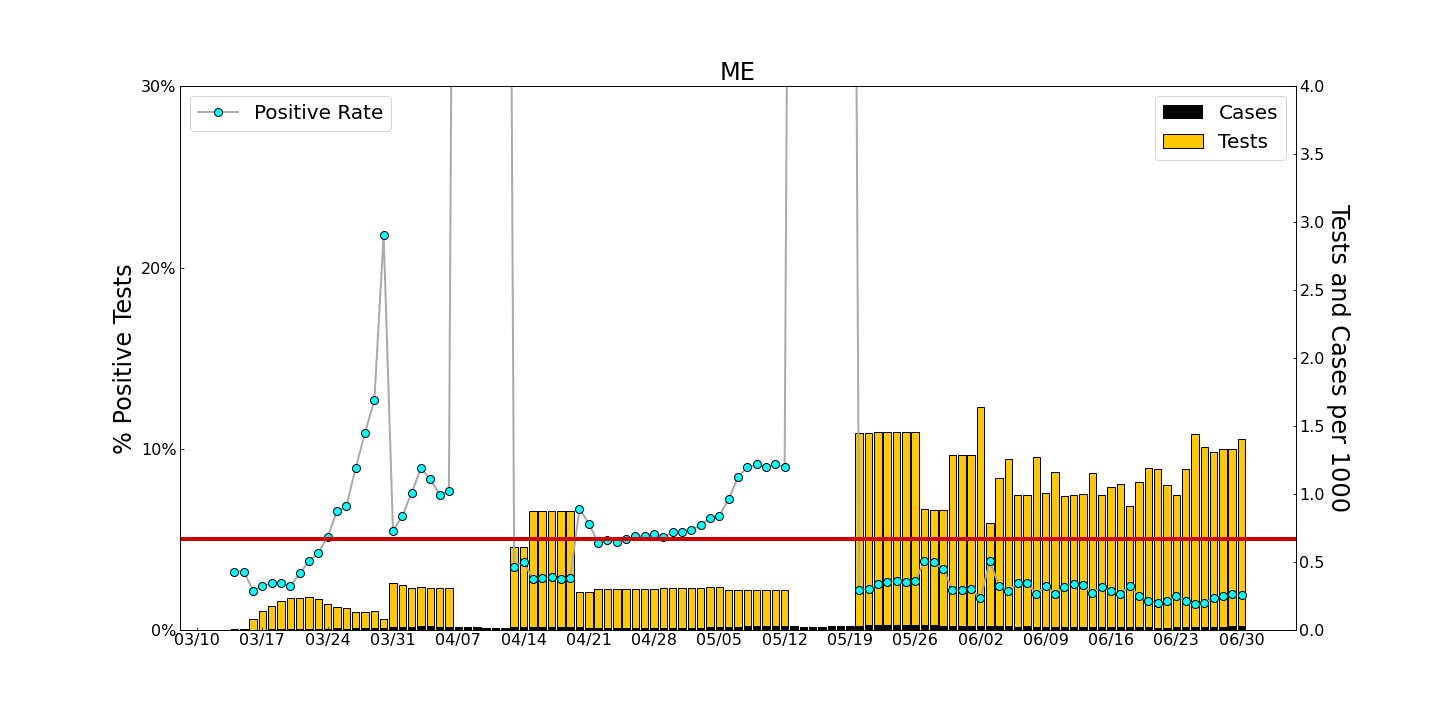 ME
30%
20%
10%
0%
% Positive Tests
Positive Rate
Cases
Tests
4.0
3.5
3.0
2.5
2.0
1.5
1.0
0.5
0.0
Tests and Cases per 1000
03/10 03/17 03/24 03/31 04/07 04/14 04/21 04/28 05/05 05/12 05/19 05/26 06/02 06/09 06/16 06/23 06/30